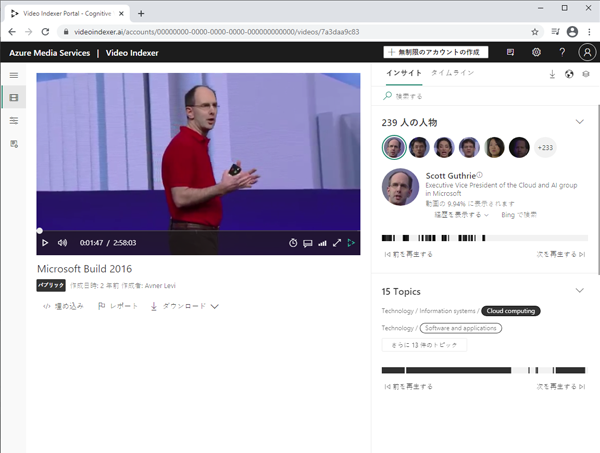 Video Indexer Portal - Cognitive
videoindexer.ai/accounts/00000000-0000-0000-0000-000000000000/videos/7a3daa9c83
Azure Media Services | Video Indexer
無制限のアカウントの作成
インサイト タイムライン
検索する
239 人の人物
+233
Scott Guthrie
Executive Vice President of the Cloud and AI group
in Microsoft
動画の 9.94% に表示されます
経歴を表示する Bing で検索
前を再生する 次を再生する
0:01:47 / 2:58:03
Microsoft Build 2016
パブリック 作成日時: 2 年前 作成者: Avner Levi
埋め込み レポート ダウンロード
15 Topics
Technology / Information systems / Cloud computing
Technology / Software and applications
さらに 13 件のトピック
前を再生する 次を再生する